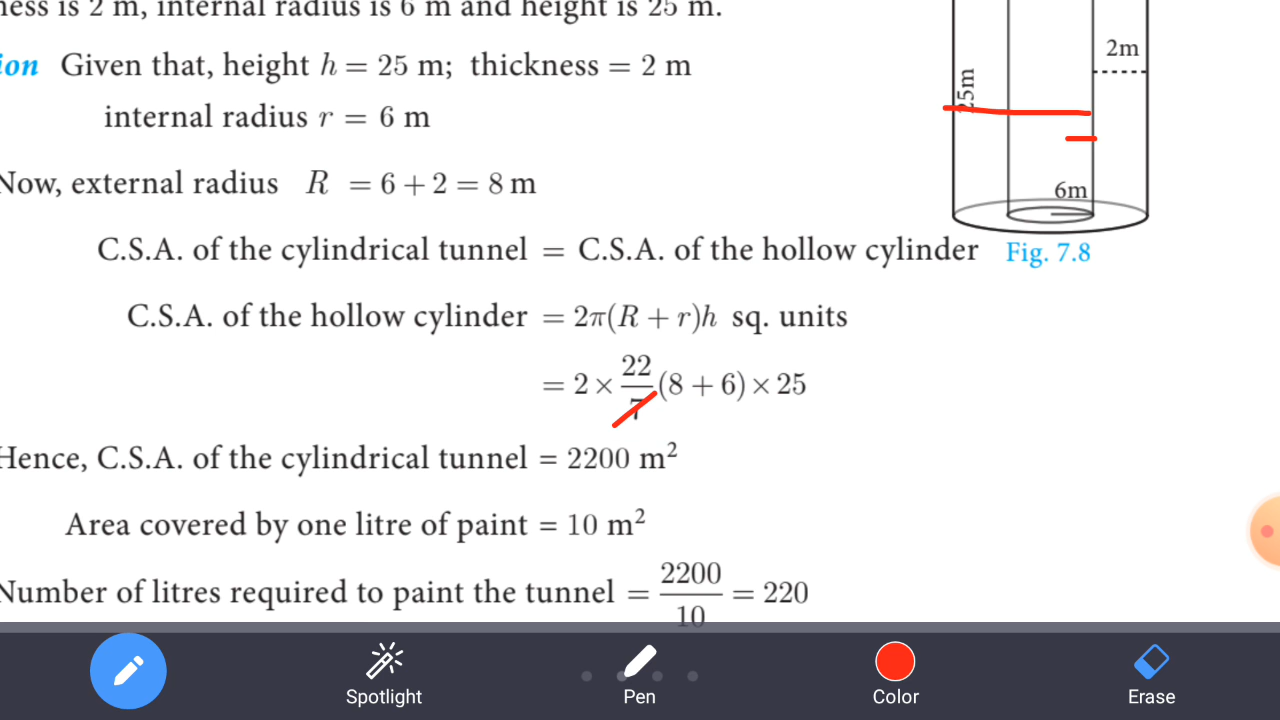 ness is 2 m, internal radius is 6 m and height is 25 m.
ion Given that, height h = 25 m; thickness = 2 m
internal radius r = 6 m
Now, external radius R = 6 + 2 = 8 m
C.S.A. of the cylindrical tunnel = C.S.A. of the hollow cylinder
C.S.A. of the hollow cylinder = 2π(R + r)h sq. units
= 2 × 22/7 (8 + 6) × 25
Hence, C.S.A. of the cylindrical tunnel = 2200 m²
Area covered by one litre of paint = 10 m²
Number of litres required to paint the tunnel = 2200/10 = 220
2m
25m
6m
Fig. 7.8
Spotlight
Pen
Color
Erase